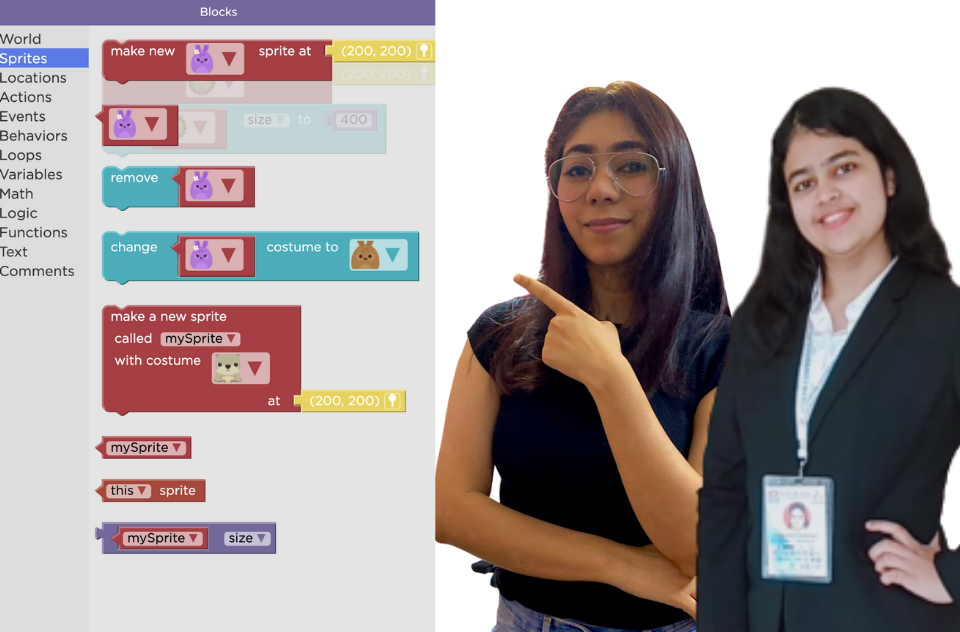 Blocks
World
Sprites
Locations
Actions
Events
Behaviors
Loops
Variables
Math
Logic
Functions
Text
Comments
make new sprite at (200, 200)
(200, 200)
size to 400
remove
change costume to
make a new sprite
called mySprite
with costume
at (200, 200)
mySprite
this sprite
mySprite size